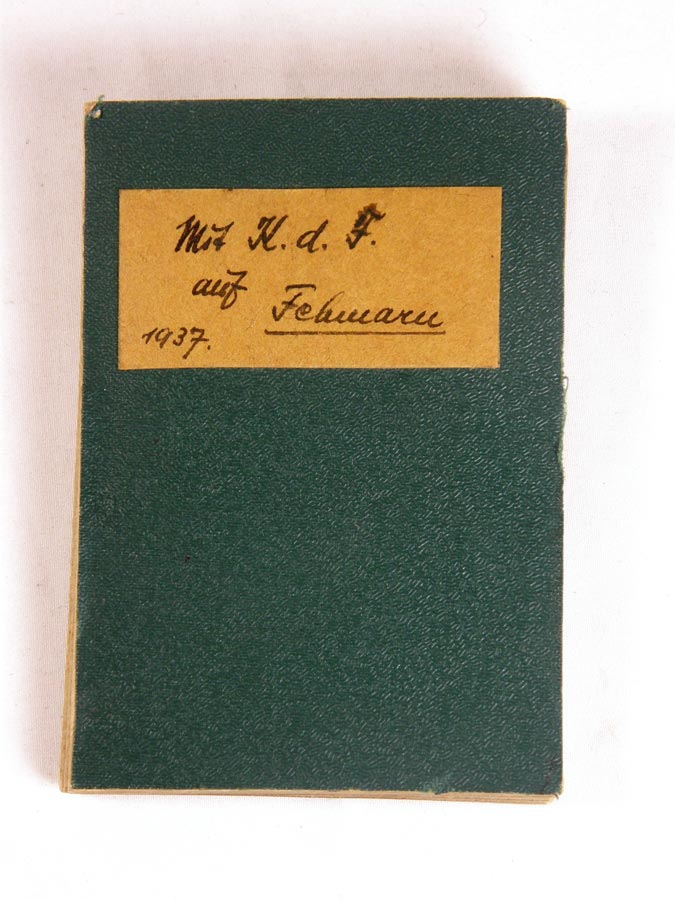 Mit K. d. F.
auf Fehmarn
1937.